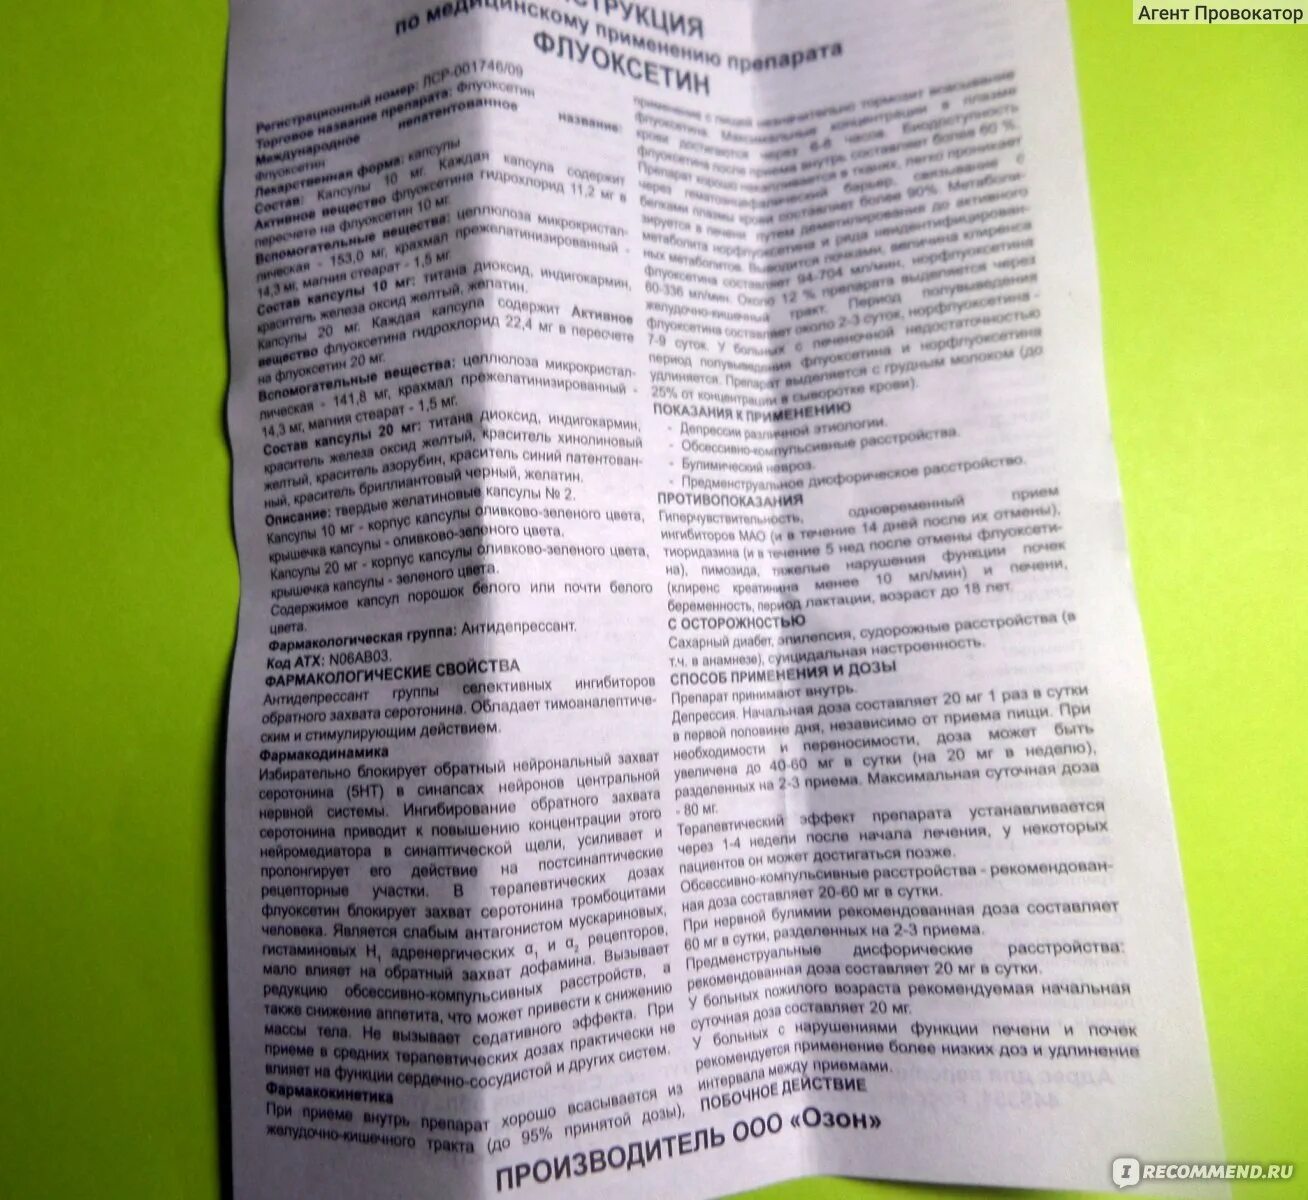 Агент Провокатор
СТРУКЦИЯ
по медицинскому применению препарата
ФЛУОКСЕТИН
Регистрационный номер: ЛСР-001746/09
Торговое название препарата: Флуоксетин
Международное непатентованное название:
флуоксетин
Лекарственная форма: капсулы
Состав: Капсулы 10 мг. Каждая капсула содержит
Активное вещество флуоксетина гидрохлорид 11,2 мг в
пересчете на флуоксетин 10 мг.
Вспомогательные вещества: целлюлоза микрокристал-
лическая - 153,0 мг, крахмал прежелатинизированный -
14,3 мг, магния стеарат - 1,5 мг.
Состав капсулы 10 мг: титана диоксид, индигокармин,
краситель железа оксид желтый, желатин.
Капсулы 20 мг. Каждая капсула содержит Активное
вещество флуоксетина гидрохлорид 22,4 мг в пересчете
на флуоксетин 20 мг.
Вспомогательные вещества: целлюлоза микрокристал-
лическая - 141,8 мг, крахмал прежелатинизированный -
14,3 мг, магния стеарат - 1,5 мг.
Состав капсулы 20 мг: титана диоксид, индигокармин,
краситель железа оксид желтый, краситель хинолиновый
желтый, краситель азорубин, краситель синий патентован-
ный, краситель бриллиантовый черный, желатин.
Описание: твердые желатиновые капсулы № 2.
Капсулы 10 мг - корпус капсулы оливково-зеленого цвета,
крышечка капсулы - оливково-зеленого цвета.
Капсулы 20 мг - корпус капсулы оливково-зеленого цвета,
крышечка капсулы - зеленого цвета.
Содержимое капсул порошок белого или почти белого
цвета.
Фармакологическая группа: Антидепрессант.
Код АТХ: N06AB03.
ФАРМАКОЛОГИЧЕСКИЕ СВОЙСТВА
Антидепрессант группы селективных ингибиторов
обратного захвата серотонина. Обладает тимоаналептиче-
ским и стимулирующим действием.
Фармакодинамика
Избирательно блокирует обратный нейрональный захват
серотонина (5НТ) в синапсах нейронов центральной
нервной системы. Ингибирование обратного захвата
серотонина приводит к повышению концентрации этого
нейромедиатора в синаптической щели, усиливает и
пролонгирует его действие на постсинаптические
рецепторные участки. В терапевтических дозах
флуоксетин блокирует захват серотонина тромбоцитами
человека. Является слабым антагонистом мускариновых,
гистаминовых H₁ адренергических α₁ и α₂ рецепторов,
мало влияет на обратный захват дофамина. Вызывает
редукцию обсессивно-компульсивных расстройств, а
также снижение аппетита, что может привести к снижению
массы тела. Не вызывает седативного эффекта. При
приеме в средних терапевтических дозах практически не
влияет на функции сердечно-сосудистой и других систем.
Фармакокинетика
При приеме внутрь препарат хорошо всасывается из
желудочно-кишечного тракта (до 95% принятой дозы),
применение с пищей незначительно тормозит всасывание
флуоксетина. Максимальные концентрации в плазме
крови достигаются через 6-8 часов. Биодоступность
флуоксетина после приема внутрь составляет более 60 %.
Препарат хорошо накапливается в тканях, легко проникает
через гематоэнцефалический барьер, связывание с
белками плазмы крови составляет более 90%. Метаболи-
зируется в печени путем деметилирования до активного
метаболита норфлуоксетина и ряда неидентифицирован-
ных метаболитов. Выводится почками, величина клиренса
флуоксетина составляет 94-704 мл/мин, норфлуоксетина
60-336 мл/мин. Около 12 % препарата выделяется через
желудочно-кишечный тракт. Период полувыведения
флуоксетина составляет около 2-3 суток, норфлуоксетина -
7-9 суток. У больных с печеночной недостаточностью
период полувыведения флуоксетина и норфлуоксетина
удлиняется. Препарат выделяется с грудным молоком (до
25% от концентрации в сыворотке крови).
ПОКАЗАНИЯ К ПРИМЕНЕНИЮ
- Депрессии различной этиологии.
- Обсессивно-компульсивные расстройства.
- Булимический невроз.
- Предменструальное дисфорическое расстройство.
ПРОТИВОПОКАЗАНИЯ
Гиперчувствительность, одновременный прием
ингибиторов МАО (и в течение 14 дней после их отмены),
тиоридазина (и в течение 5 нед после отмены флуоксети-
на), пимозида, тяжелые нарушения функции почек
(клиренс креатинина менее 10 мл/мин) и печени,
беременность, период лактации, возраст до 18 лет.
С ОСТОРОЖНОСТЬЮ
Сахарный диабет, эпилепсия, судорожные расстройства (в
т.ч. в анамнезе), суицидальная настроенность.
СПОСОБ ПРИМЕНЕНИЯ И ДОЗЫ
Препарат принимают внутрь.
Депрессия. Начальная доза составляет 20 мг 1 раз в сутки
в первой половине дня, независимо от приема пищи. При
необходимости и переносимости, доза может быть
увеличена до 40-60 мг в сутки (на 20 мг в неделю),
разделенных на 2-3 приема. Максимальная суточная доза
- 80 мг.
Терапевтический эффект препарата устанавливается
через 1-4 недели после начала лечения, у некоторых
пациентов он может достигаться позже.
Обсессивно-компульсивные расстройства - рекомендован-
ная доза составляет 20-60 мг в сутки.
При нервной булимии рекомендованная доза составляет
60 мг в сутки, разделенных на 2-3 приема.
Предменструальные дисфорические расстройства:
рекомендованная доза составляет 20 мг в сутки.
У больных пожилого возраста рекомендуемая начальная
суточная доза составляет 20 мг.
У больных с нарушениями функции печени и почек
рекомендуется применение более низких доз и удлинение
интервала между приемами.
ПОБОЧНОЕ ДЕЙСТВИЕ
ПРОИЗВОДИТЕЛЬ ООО «Озон»
IRECOMMEND.RU